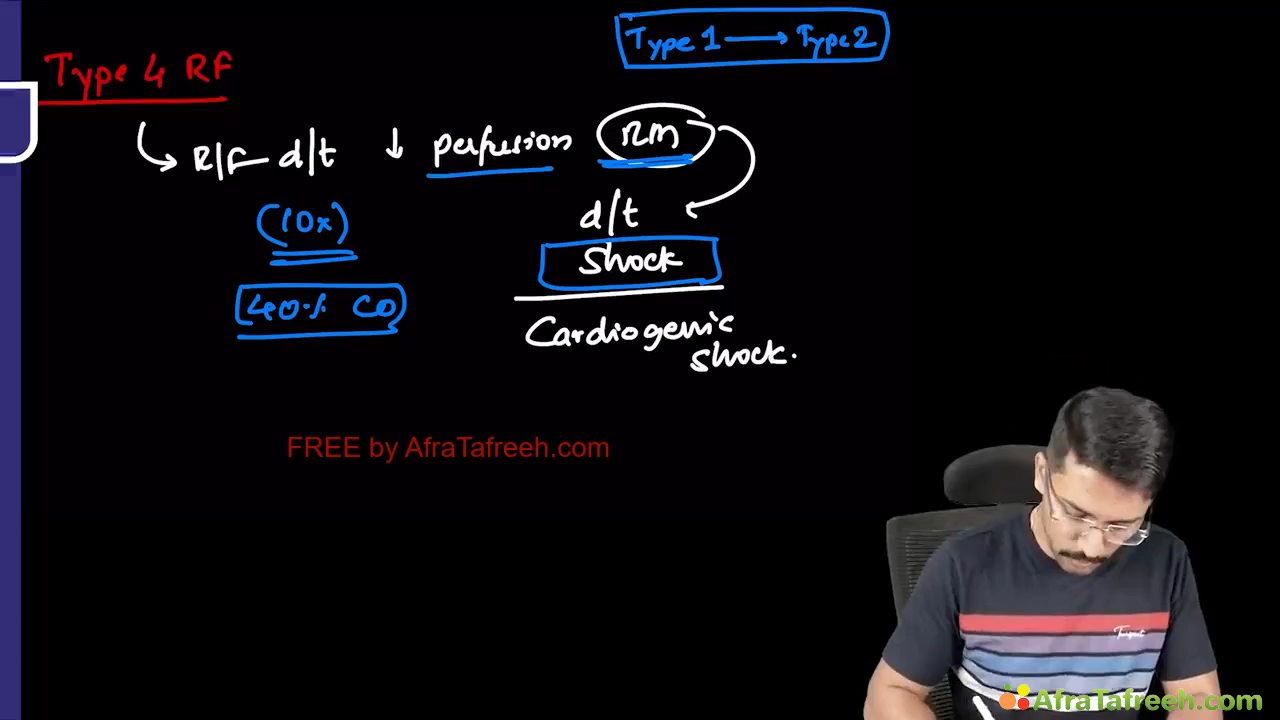 Type 1 → Type 2
Type 4 RF
R/F d/t ↓ perfusion RM
d/t
(10x)
Shock
40% CO
Cardiogenic
shock.
FREE by AfraTafreeh.com
Target
AfraTafreeh.com